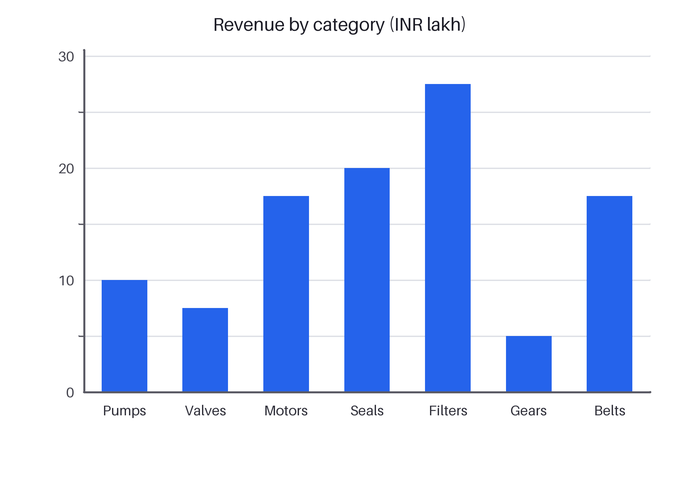 Revenue by category (INR lakh)
30
20
10
0
Pumps Valves Motors Seals Filters Gears Belts